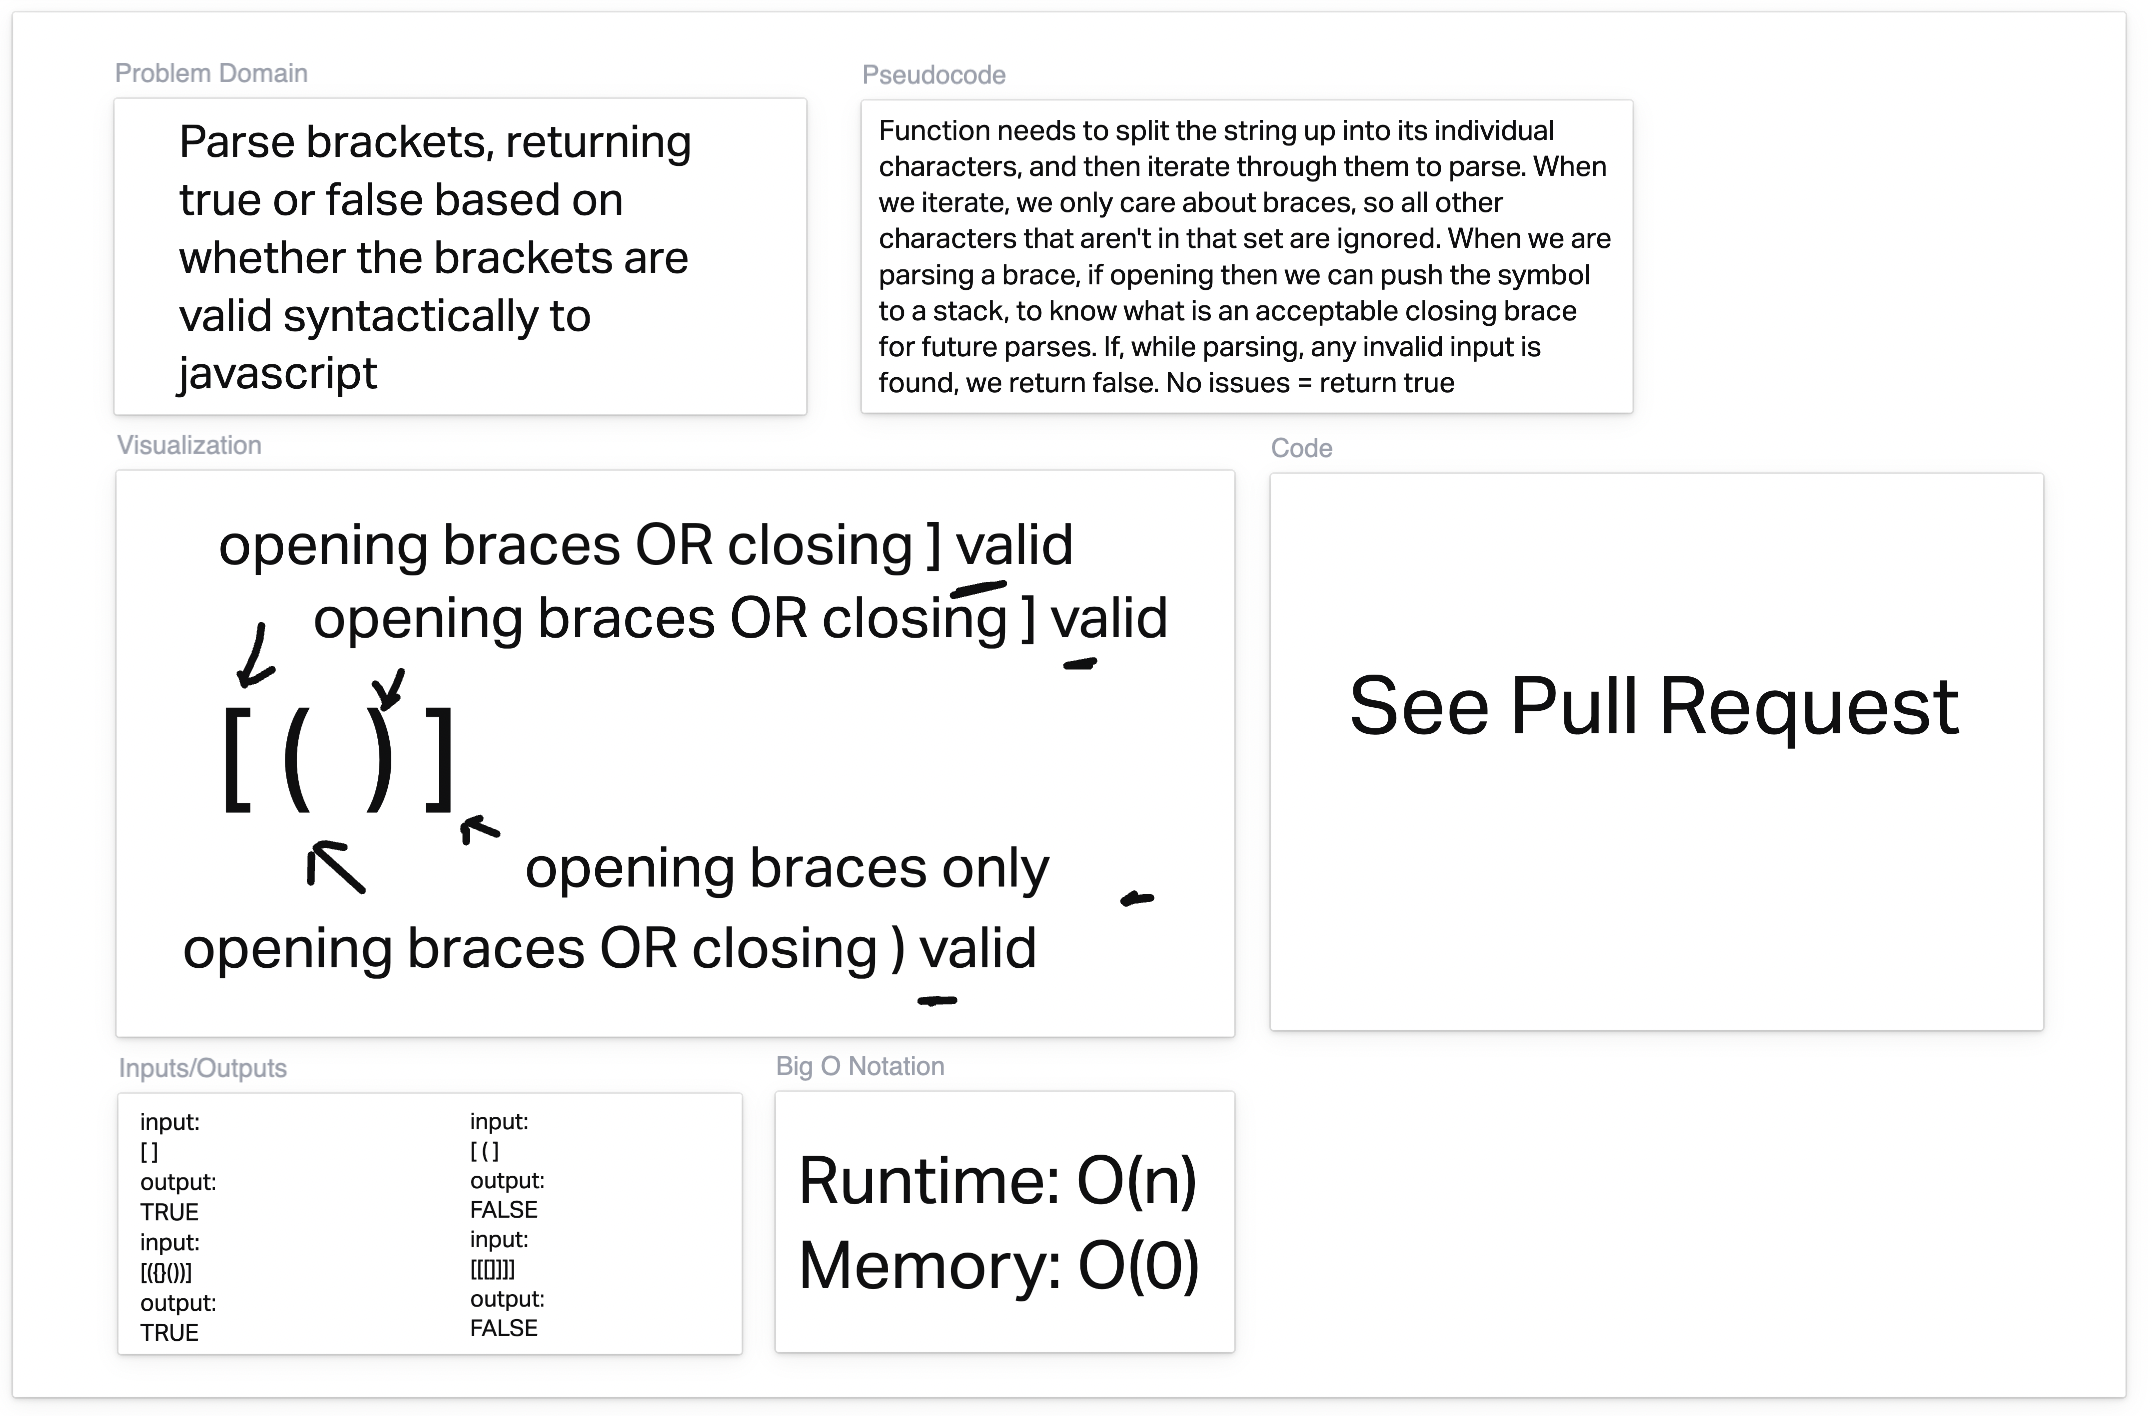 Problem Domain
Parse brackets, returning
true or false based on
whether the brackets are
valid syntactically to
javascript
Pseudocode
Function needs to split the string up into its individual
characters, and then iterate through them to parse. When
we iterate, we only care about braces, so all other
characters that aren't in that set are ignored. When we are
parsing a brace, if opening then we can push the symbol
to a stack, to know what is an acceptable closing brace
for future parses. If, while parsing, any invalid input is
found, we return false. No issues = return true
Visualization
opening braces OR closing ] valid
opening braces OR closing ] valid
[ ( ) ]
opening braces only
opening braces OR closing ) valid
Code
See Pull Request
Inputs/Outputs
input:
[ ]
output:
TRUE
input:
[({}())]
output:
TRUE
input:
[ ( ]
output:
FALSE
input:
[[[]]]]
output:
FALSE
Big O Notation
Runtime: O(n)
Memory: O(0)